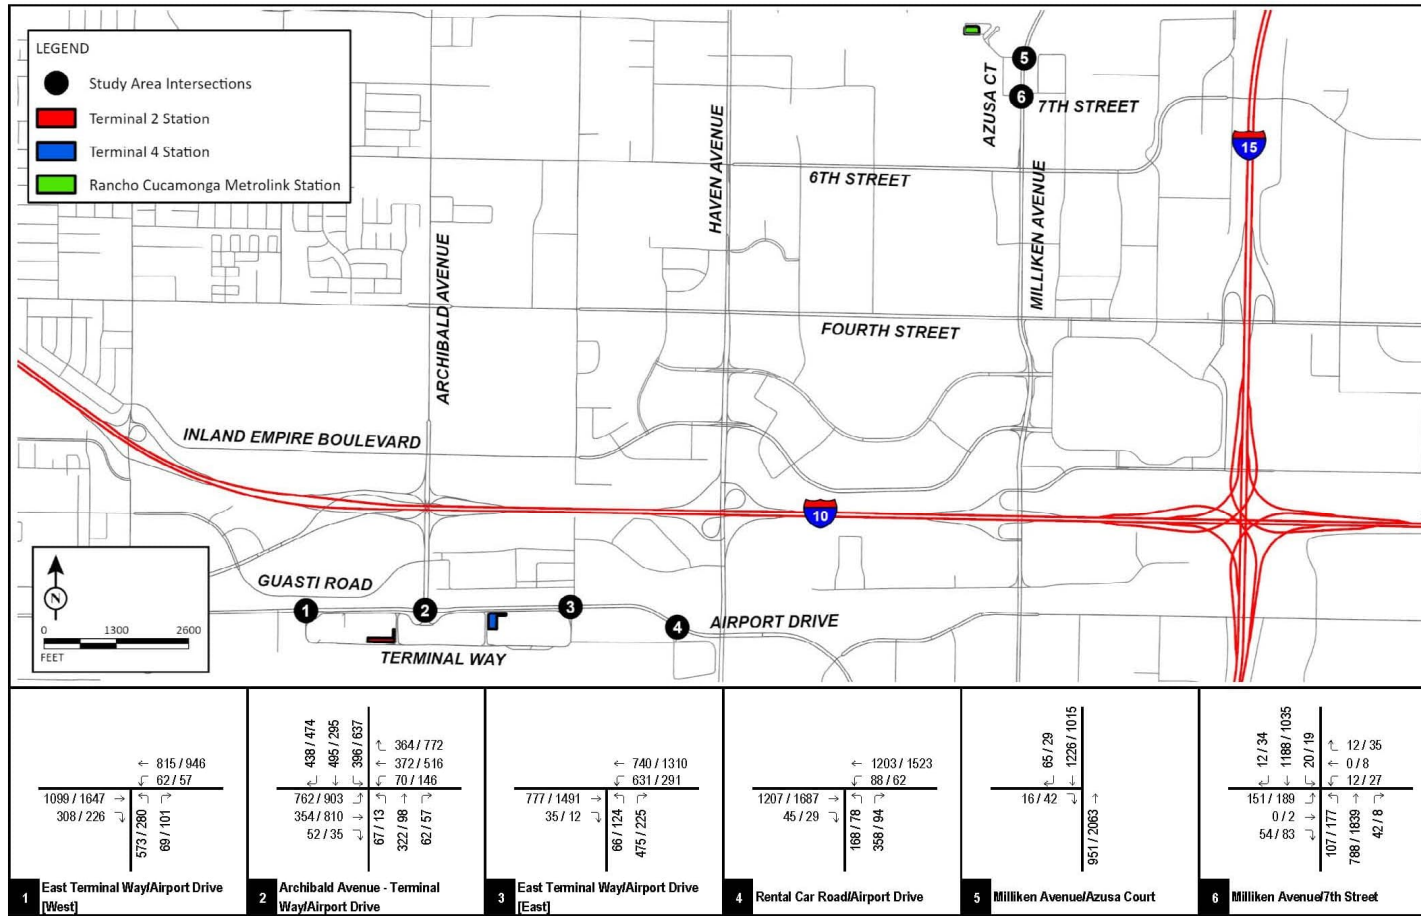 LEGEND
Study Area Intersections
Terminal 2 Station
Terminal 4 Station
Rancho Cucamonga Metrolink Station
5
6
AZUSA CT
7TH STREET
15
6TH STREET
HAVEN AVENUE
MILLIKEN AVENUE
ARCHIBALD AVENUE
FOURTH STREET
INLAND EMPIRE BOULEVARD
10
GUASTI ROAD
1
2
3
4
AIRPORT DRIVE
TERMINAL WAY
N
0 1300 2600
FEET
815 / 946
62 / 57
1099 / 1647
308 / 226
573 / 280
69 / 101
1 East Terminal Way/Airport Drive
[West]
438 / 474
495 / 295
396 / 637
364 / 772
372 / 516
70 / 146
762 / 903
354 / 810
52 / 35
67 / 13
322 / 98
62 / 57
2 Archibald Avenue - Terminal
Way/Airport Drive
740 / 1310
631 / 291
777 / 1491
35 / 12
66 / 124
475 / 225
3 East Terminal Way/Airport Drive
[East]
1203 / 1523
88 / 62
1207 / 1687
45 / 29
168 / 78
358 / 94
4 Rental Car Road/Airport Drive
65 / 29
1226 / 1015
16 / 42
951 / 2063
5 Milliken Avenue/Azusa Court
12 / 34
1188 / 1035
20 / 19
12 / 35
0 / 8
12 / 27
151 / 189
0 / 2
54 / 83
107 / 177
788 / 1839
42 / 8
6 Milliken Avenue/7th Street